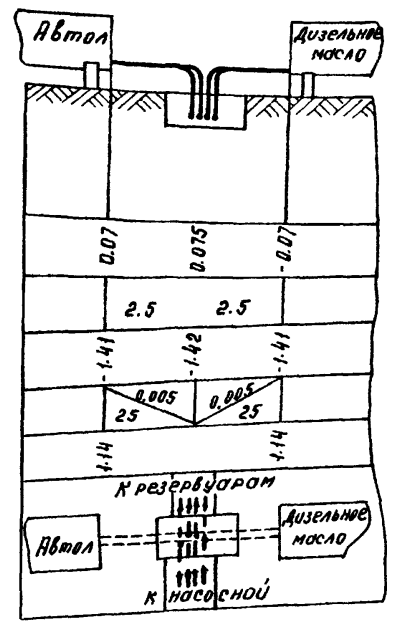 Автол
Дизельное
масло
0.07
0.075
-0.07
2.5 2.5
-1.41
-1.42
-1.41
0,005 0.005
25 25
1.14
1.14
К резервуарам
Автол
Дизельное
масло
К насосной